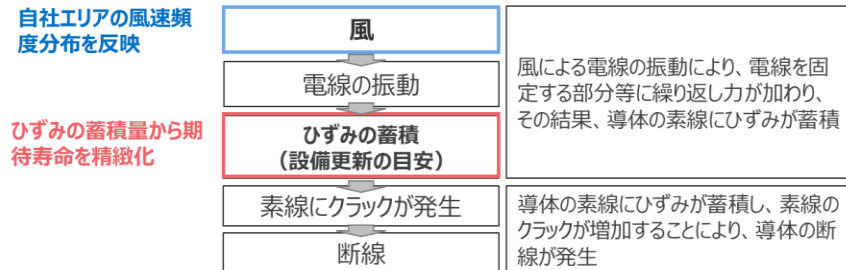 自社エリアの風速頻
度分布を反映
風
電線の振動
風による電線の振動により、電線を固
定する部分等に繰り返し力が加わり、
その結果、導体の素線にひずみが蓄積
ひずみの蓄積量から期
待寿命を精緻化
ひずみの蓄積
（設備更新の目安）
素線にクラックが発生
断線
導体の素線にひずみが蓄積し、素線の
クラックが増加することにより、導体の断
線が発生